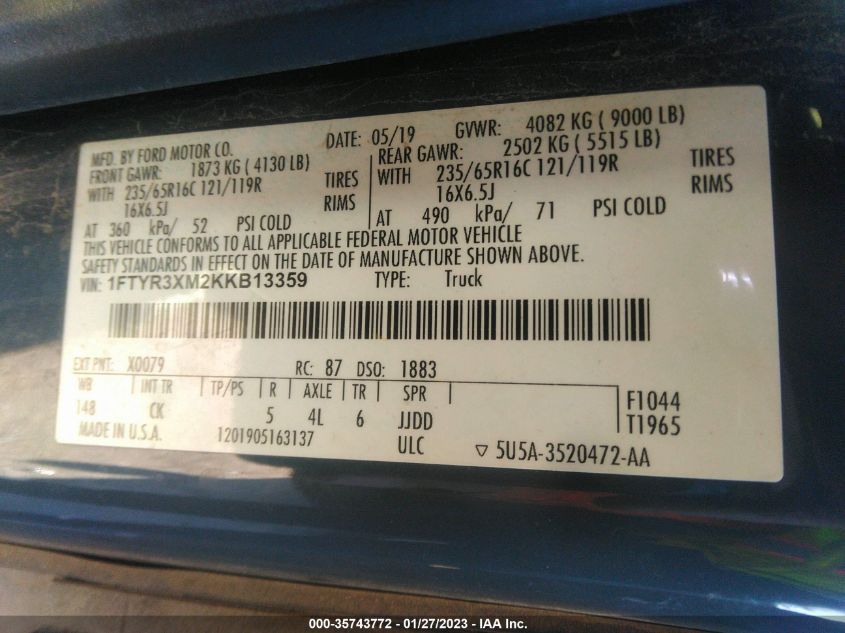 MFD. BY FORD MOTOR CO. DATE: 05/19 GVWR: 4082 KG ( 9000 LB)
FRONT GAWR: 1873 KG ( 4130 LB) REAR GAWR: 2502 KG ( 5515 LB)
WITH 235/65R16C 121/119R TIRES WITH 235/65R16C 121/119R TIRES
16X6.5J RIMS 16X6.5J RIMS
AT 360 kPa/ 52 PSI COLD AT 490 kPa/ 71 PSI COLD
THIS VEHICLE CONFORMS TO ALL APPLICABLE FEDERAL MOTOR VEHICLE
SAFETY STANDARDS IN EFFECT ON THE DATE OF MANUFACTURE SHOWN ABOVE.
VIN: 1FTYR3XM2KKB13359 TYPE: Truck
EXT PNT: X0079 RC: 87 DSO: 1883
WB INT TR TP/PS R AXLE TR SPR F1044
148 CK 5 4L 6 JJDD T1965
MADE IN U.S.A. 1201905163137 ULC ▽ 5U5A-3520472-AA
000-35743772 - 01/27/2023 - IAA Inc.